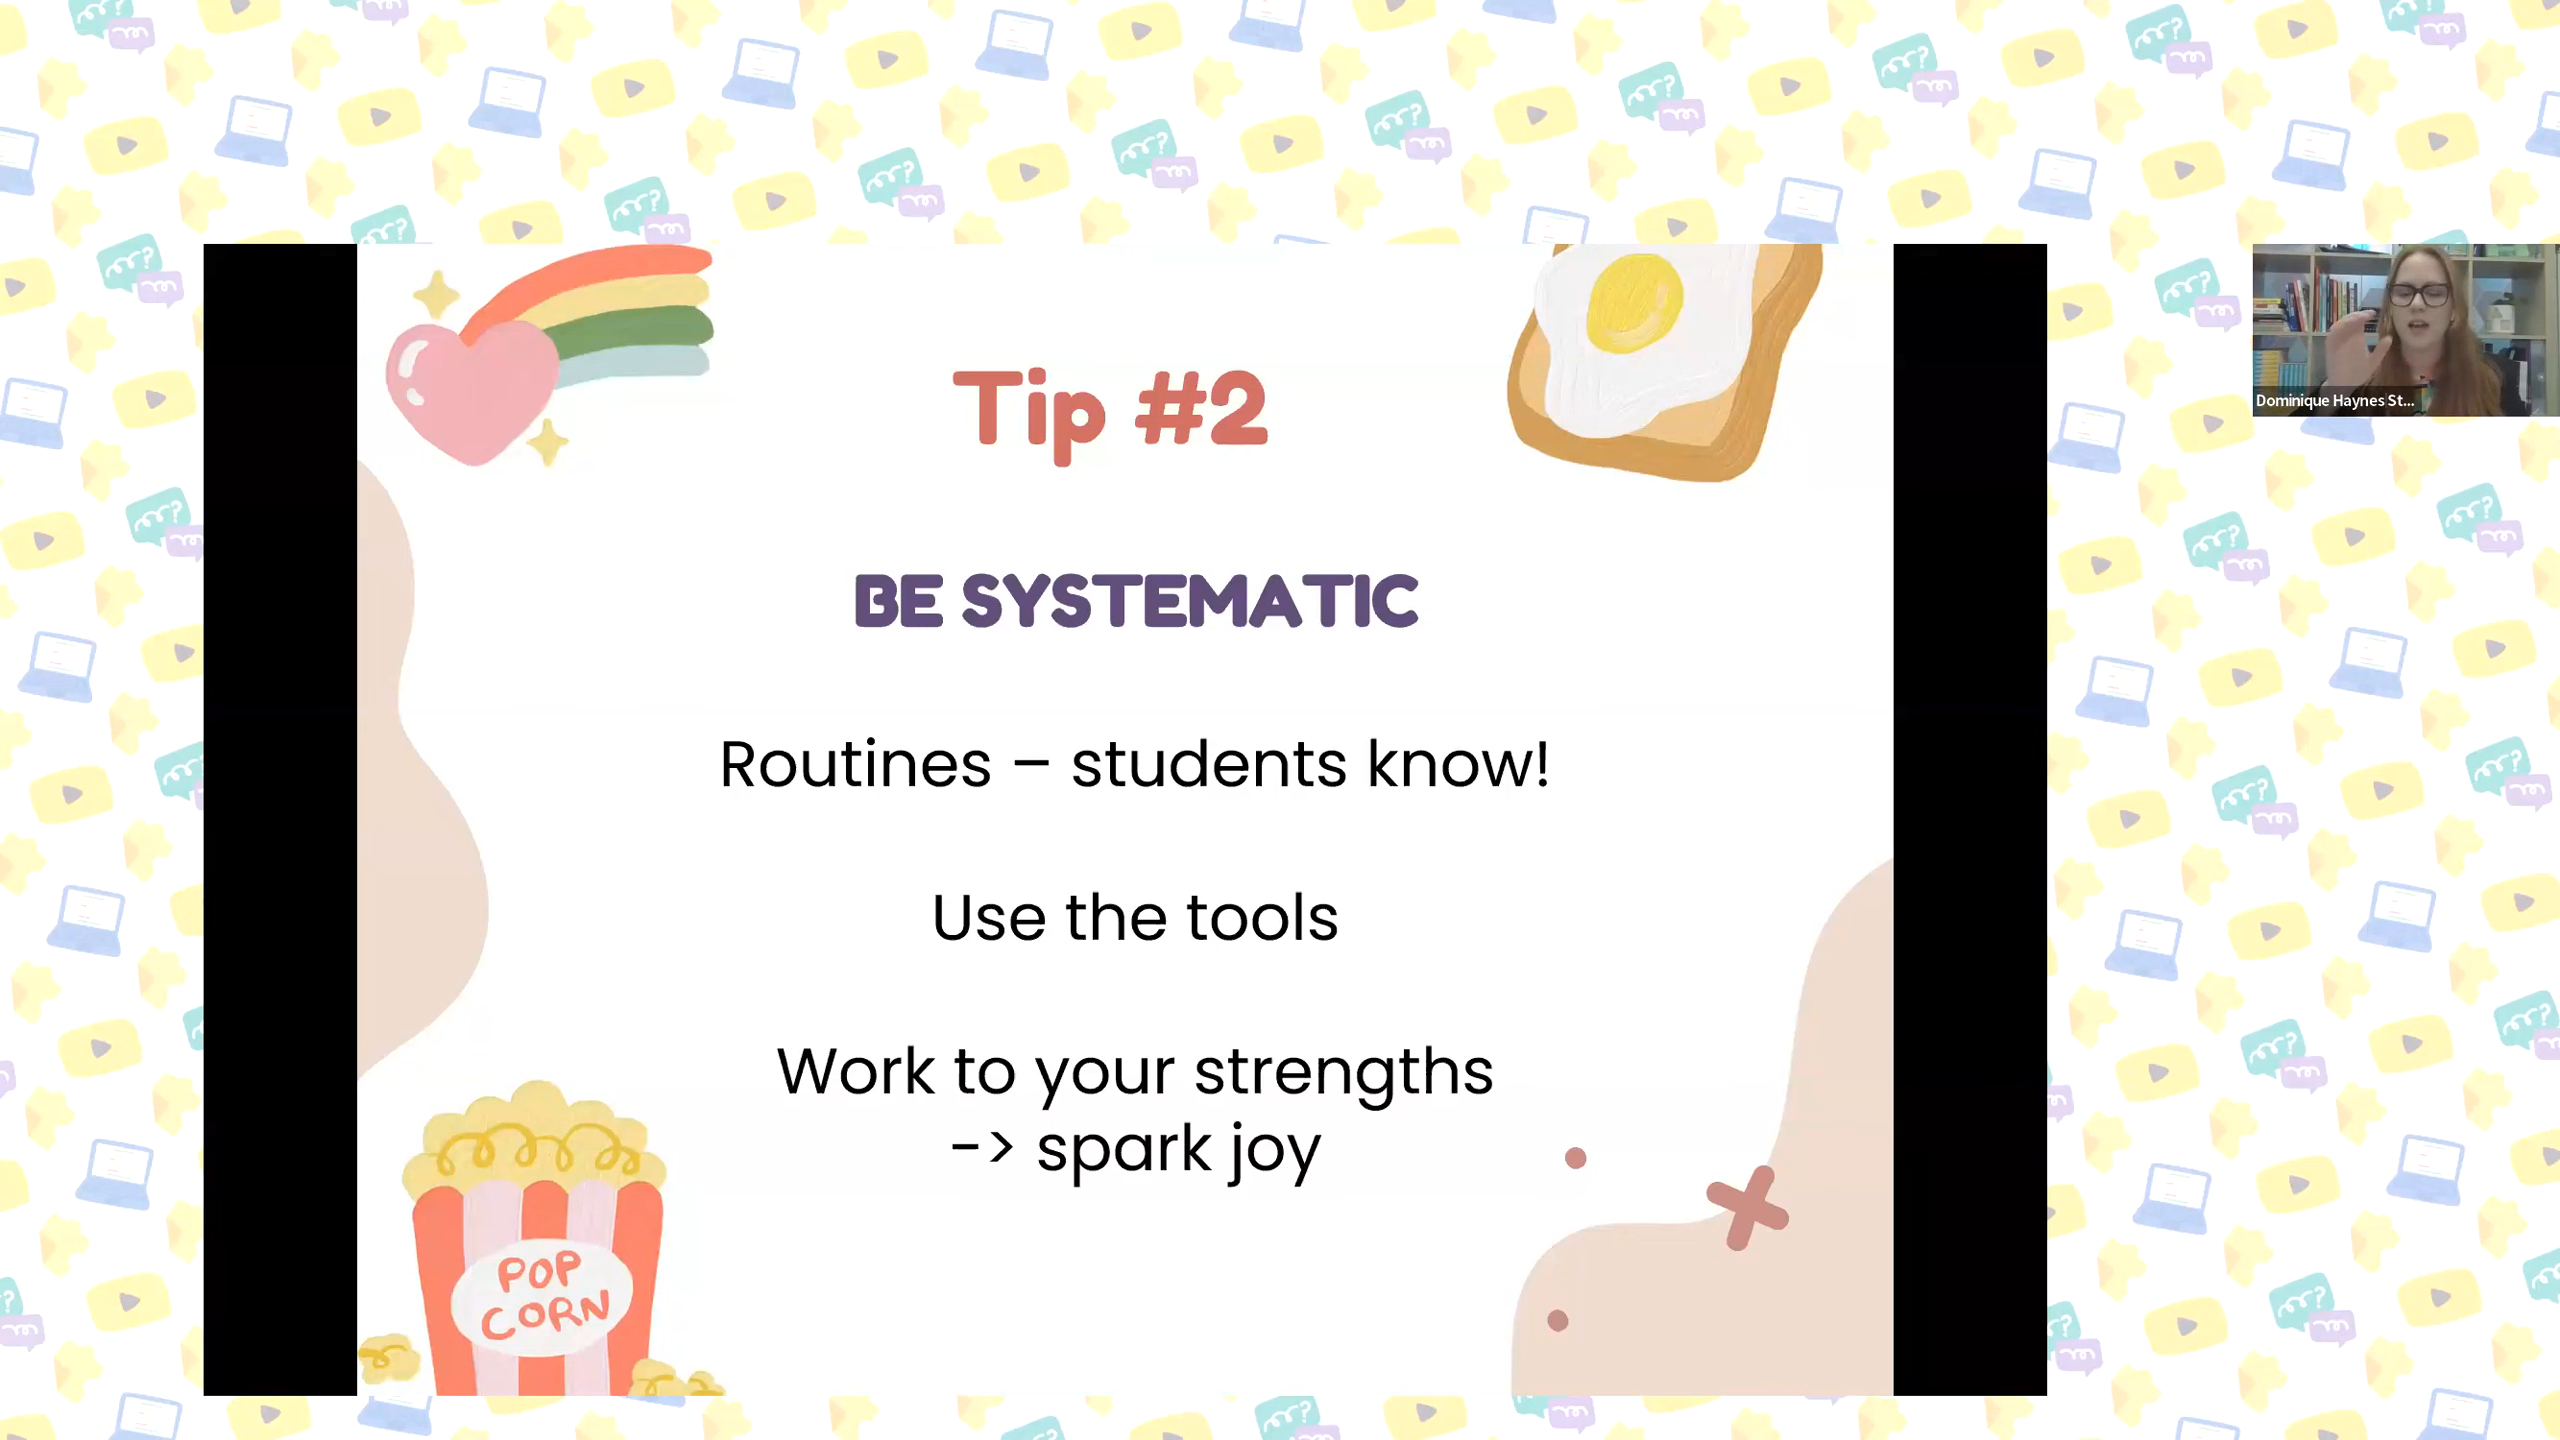 Tip #2
BE SYSTEMATIC
Routines – students know!
Use the tools
Work to your strengths
-> spark joy
POP
CORN
Dominique Haynes St...